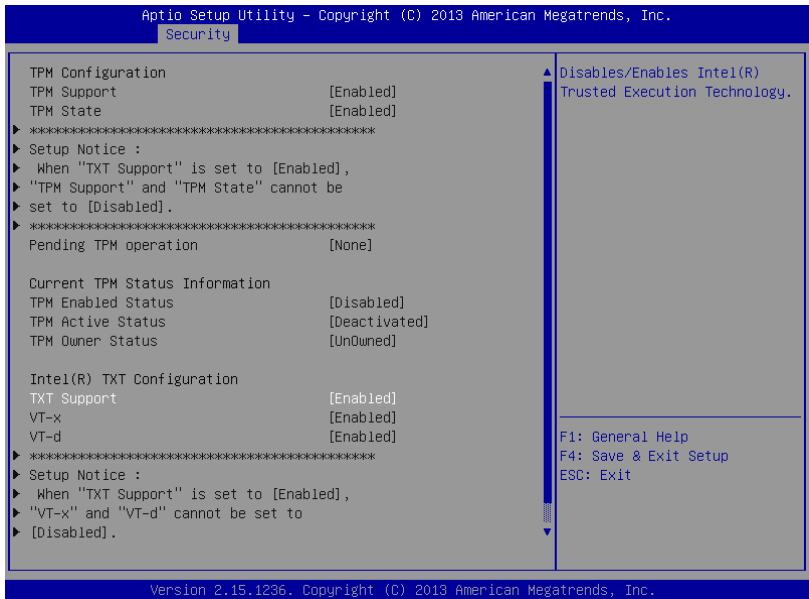 Aptio Setup Utility – Copyright (C) 2013 American Megatrends, Inc.
Security
TPM Configuration
TPM Support [Enabled]
TPM State [Enabled]
******************************************
Setup Notice :
When "TXT Support" is set to [Enabled],
"TPM Support" and "TPM State" cannot be
set to [Disabled].
******************************************
Pending TPM operation [None]
Current TPM Status Information
TPM Enabled Status [Disabled]
TPM Active Status [Deactivated]
TPM Owner Status [UnOwned]
Intel(R) TXT Configuration
TXT Support [Enabled]
VT-x [Enabled]
VT-d [Enabled]
******************************************
Setup Notice :
When "TXT Support" is set to [Enabled],
"VT-x" and "VT-d" cannot be set to
[Disabled].
Disables/Enables Intel(R)
Trusted Execution Technology.
F1: General Help
F4: Save & Exit Setup
ESC: Exit
Version 2.15.1236. Copyright (C) 2013 American Megatrends, Inc.